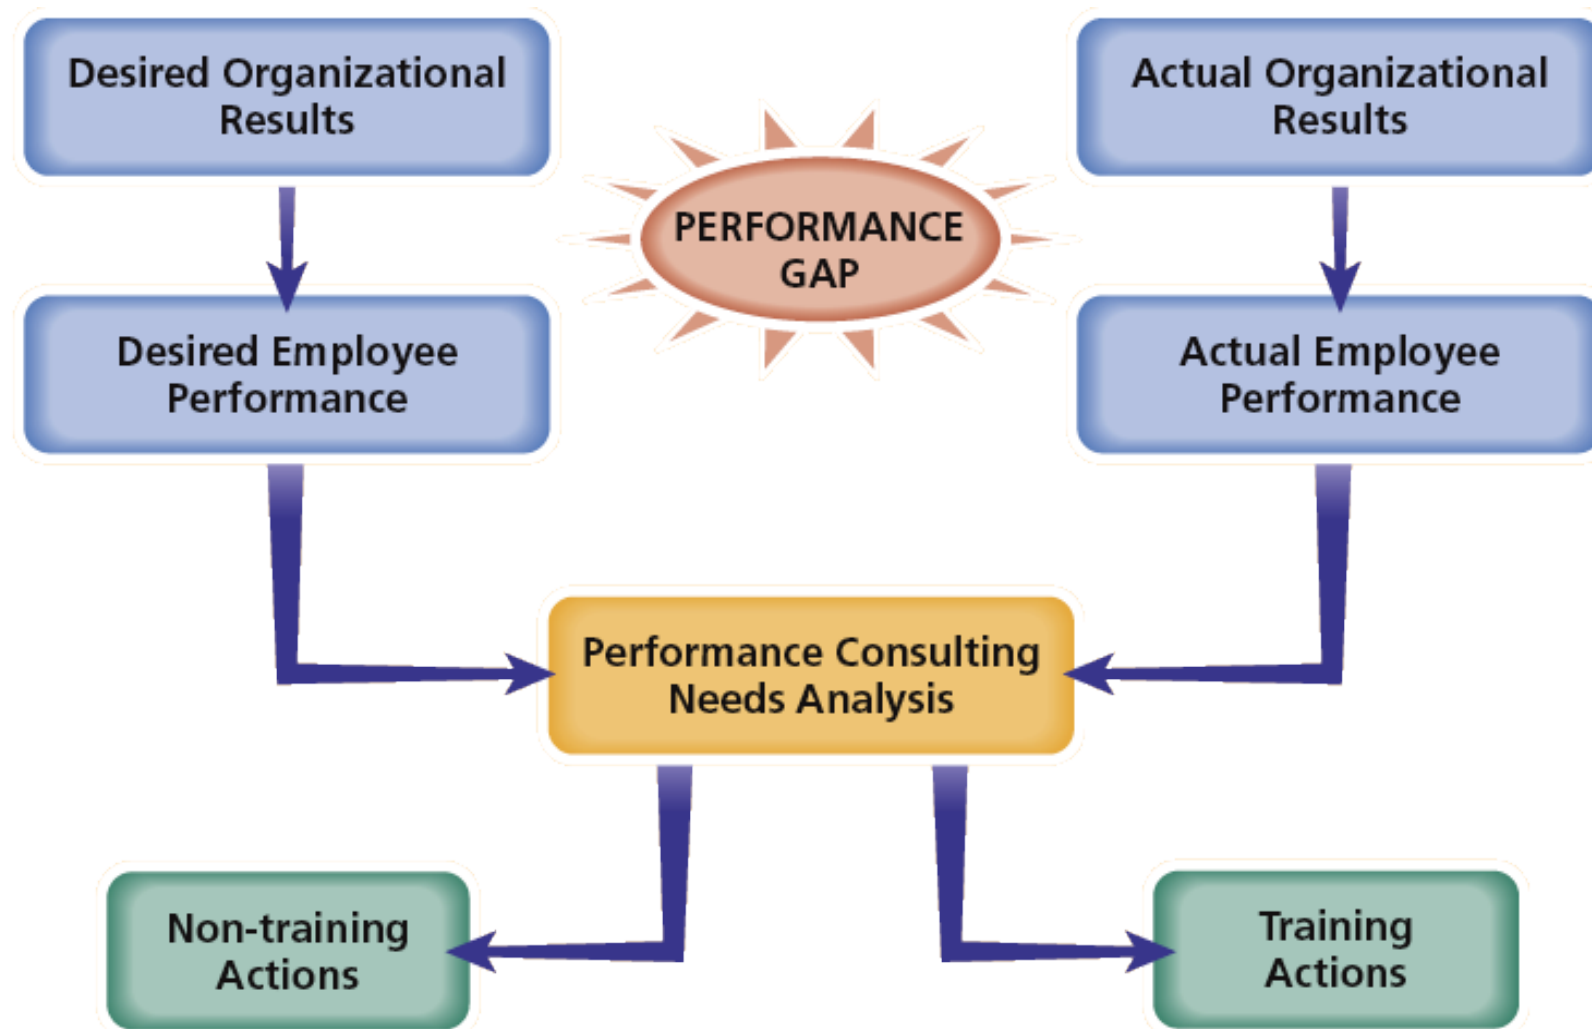 Desired Organizational
Results
Actual Organizational
Results
PERFORMANCE
GAP
Desired Employee
Performance
Actual Employee
Performance
Performance Consulting
Needs Analysis
Non-training
Actions
Training
Actions